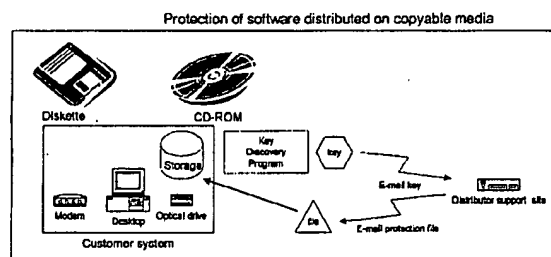 Protection of software distributed on copyable media
Diskette
CD-ROM
Storage
Key
Discovery
Program
key
E-mail key
Distributor support site
Modem
Desktop
Optical drive
file
E-mail protection file
Customer system